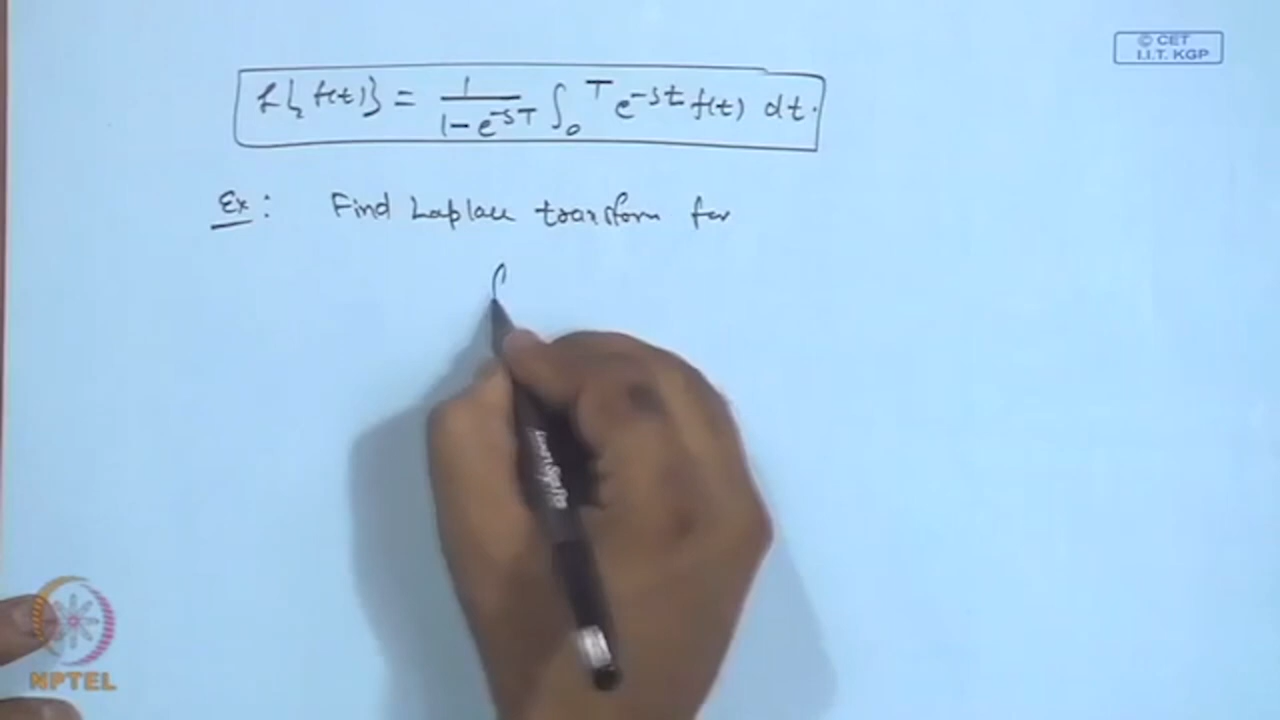 © CET
I.I.T. KGP
L{f(t)} = 1/(1-e^-sT) ∫_0^T e^-st f(t) dt.
Ex: Find Laplace transform for
NPTEL